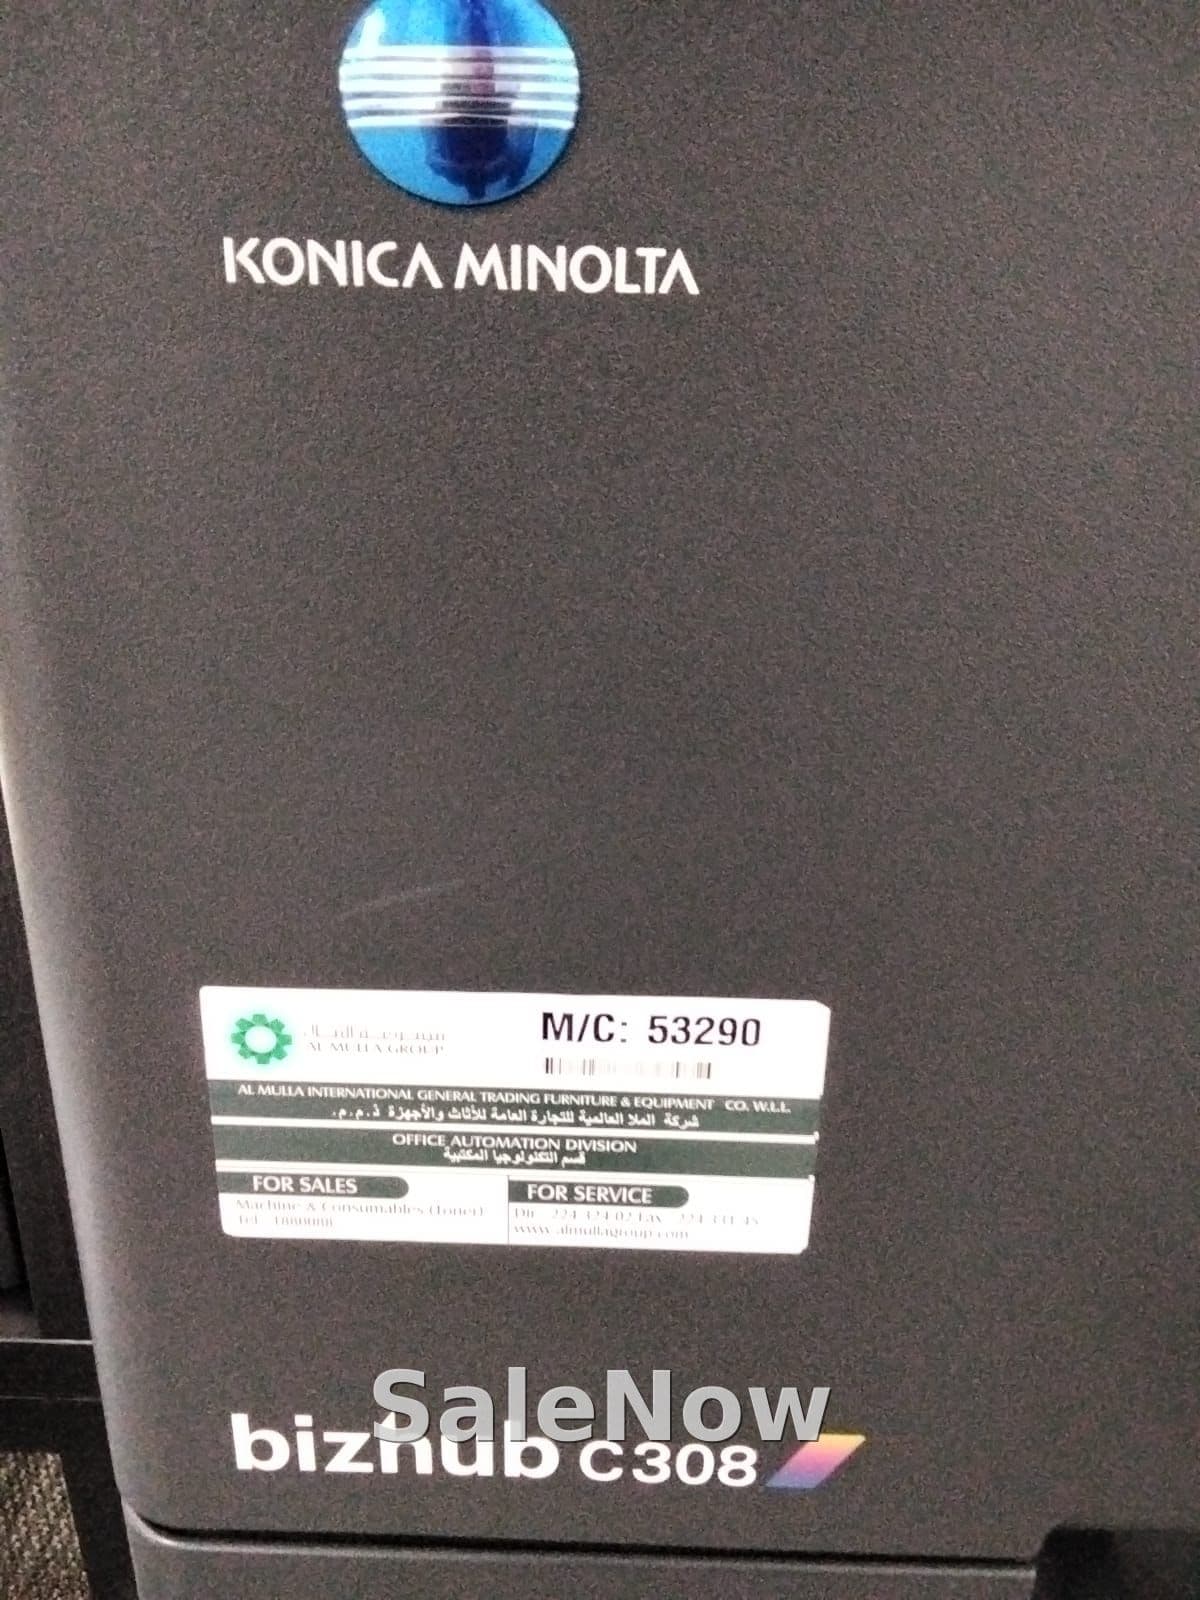 KONICA MINOLTA
AL MULLA GROUP
M/C: 53290
AL MULLA INTERNATIONAL GENERAL TRADING FURNITURE & EQUIPMENT CO. W.L.L.
شركة الملا العالمية للتجارة العامة للأثاث والأجهزة ذ.م.م.
OFFICE AUTOMATION DIVISION
قسم التكنولوجيا المكتبية
FOR SALES
FOR SERVICE
Machine & Consumables (Toner)
www.almullagroup.com
SaleNow
bizhub C308